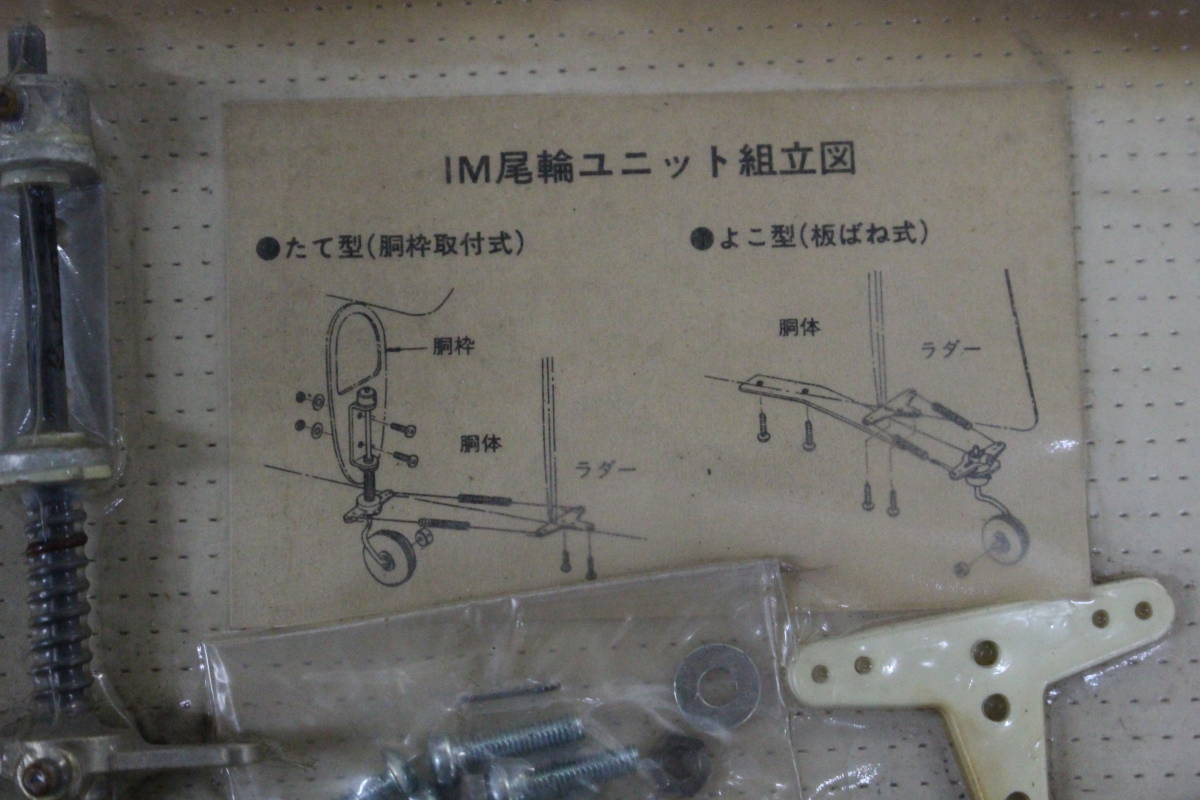 IM尾輪ユニット組立図
●たて型(胴枠取付式)
胴枠
胴体
ラダー
●よこ型(板ばね式)
胴体
ラダー